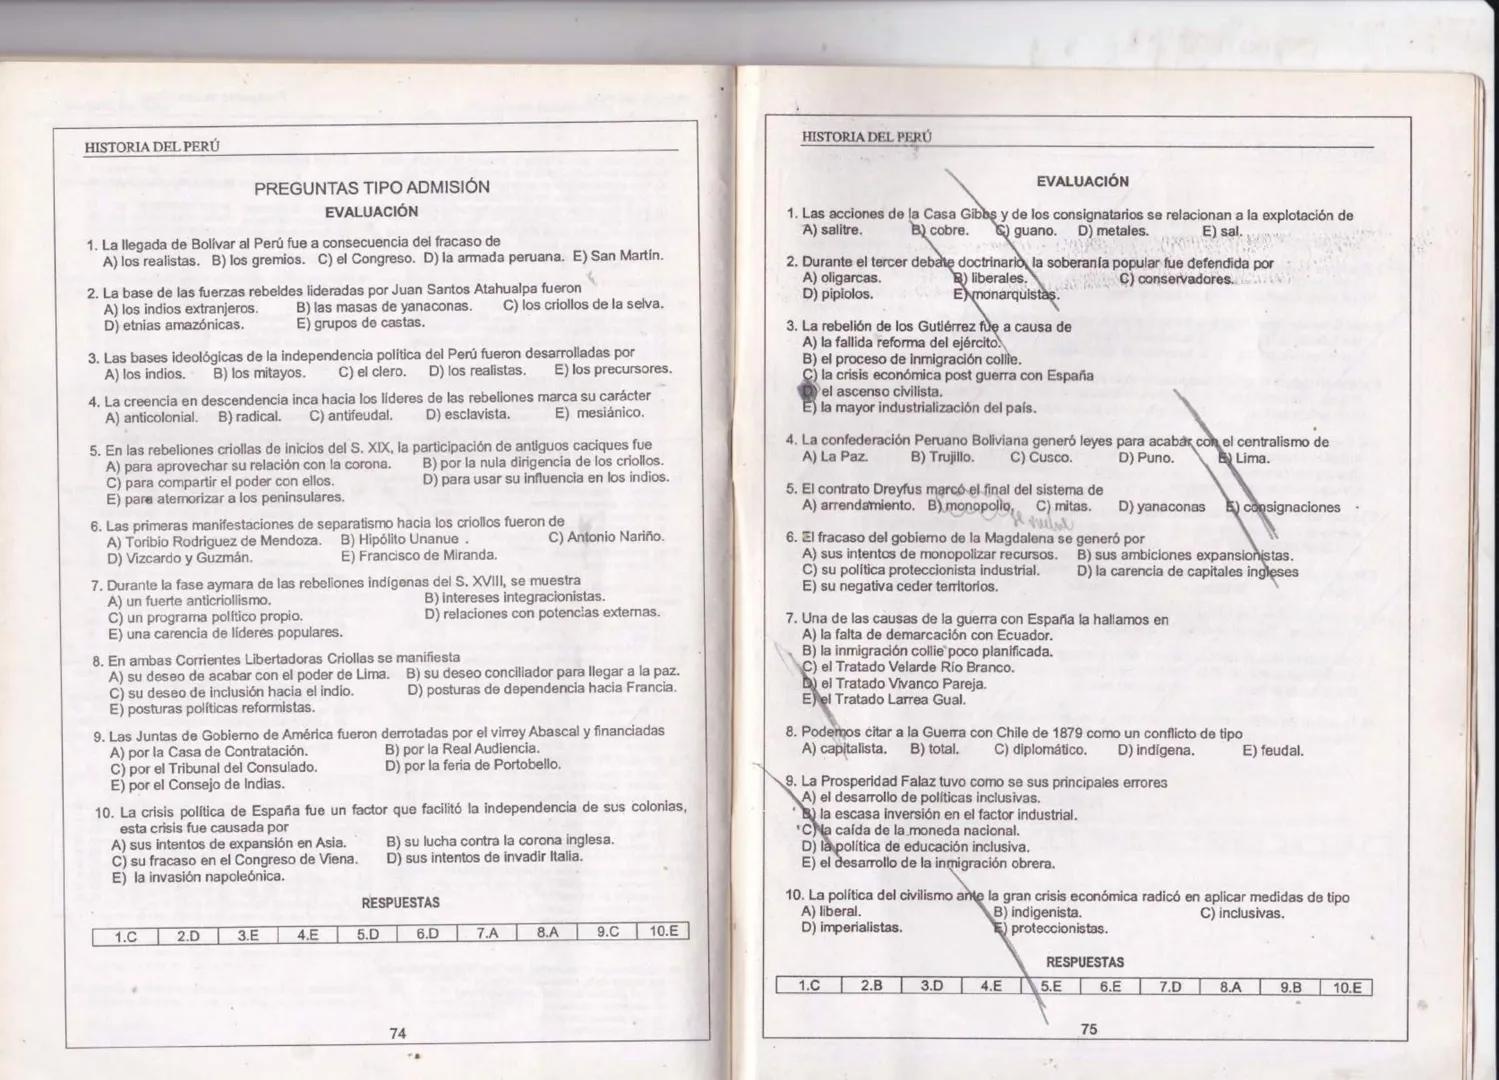 HISTORIA DEL PERÚ
PREGUNTAS TIPO ADMISIÓN
EVALUACIÓN
1. La llegada de Bolívar al Perú fue a consecuencia del fracaso de
A) los realistas. B) los gremios. C) el Congreso. D) la armada peruana. E) San Martín.
2. La base de las fuerzas rebeldes lideradas por Juan Santos Atahualpa fueron
A) los indios extranjeros. B) las masas de yanaconas. C) los criollos de la selva.
D) etnias amazónicas. E) grupos de castas.
3. Las bases ideológicas de la independencia política del Perú fueron desarrolladas por
A) los indios. B) los mitayos. C) el clero. D) los realistas. E) los precursores.
4. La creencia en descendencia inca hacia los líderes de las rebeliones marca su carácter
A) anticolonial. B) radical. C) antifeudal. D) esclavista. E) mesiánico.
5. En las rebeliones criollas de inicios del S. XIX, la participación de antiguos caciques fue
A) para aprovechar su relación con la corona. B) por la nula dirigencia de los criollos.
C) para compartir el poder con ellos. D) para usar su influencia en los indios.
E) para atemorizar a los peninsulares.
6. Las primeras manifestaciones de separatismo hacia los criollos fueron de
A) Toribio Rodriguez de Mendoza. B) Hipólito Unanue . C) Antonio Nariño.
D) Vizcardo y Guzmán. E) Francisco de Miranda.
7. Durante la fase aymara de las rebeliones indígenas del S. XVIII, se muestra
A) un fuerte anticriollismo. B) intereses integracionistas.
C) un programa político propio. D) relaciones con potencias externas.
E) una carencia de líderes populares.
8. En ambas Corrientes Libertadoras Criollas se manifiesta
A) su deseo de acabar con el poder de Lima. B) su deseo conciliador para llegar a la paz.
C) su deseo de inclusión hacia el indio. D) posturas de dependencia hacia Francia.
E) posturas políticas reformistas.
9. Las Juntas de Gobierno de América fueron derrotadas por el virrey Abascal y financiadas
A) por la Casa de Contratación. B) por la Real Audiencia.
C) por el Tribunal del Consulado. D) por la feria de Portobello.
E) por el Consejo de Indias.
10. La crisis política de España fue un factor que facilitó la independencia de sus colonias,
esta crisis fue causada por
A) sus intentos de expansión en Asia. B) su lucha contra la corona inglesa.
C) su fracaso en el Congreso de Viena. D) sus intentos de invadir Italia.
E) la invasión napoleónica.
RESPUESTAS
1.C 2.D 3.E 4.E 5.D 6.D 7.A 8.A 9.C 10.E
74
HISTORIA DEL PERÚ
EVALUACIÓN
1. Las acciones de la Casa Gibbs y de los consignatarios se relacionan a la explotación de
A) salitre. B) cobre. C) guano. D) metales. E) sal.
2. Durante el tercer debate doctrinario, la soberanía popular fue defendida por
A) oligarcas. B) liberales. C) conservadores.
D) pipiolos. E) monarquistas.
3. La rebelión de los Gutiérrez fue a causa de
A) la fallida reforma del ejército.
B) el proceso de Inmigración collie.
C) la crisis económica post guerra con España
D) el ascenso civilista.
E) la mayor industrialización del país.
4. La confederación Peruano Boliviana generó leyes para acabar con el centralismo de
A) La Paz. B) Trujillo. C) Cusco. D) Puno. E) Lima.
5. El contrato Dreyfus marcó el final del sistema de
A) arrendamiento. B) monopolio, C) mitas. D) yanaconas E) consignaciones
6. El fracaso del gobierno de la Magdalena se generó por
A) sus intentos de monopolizar recursos. B) sus ambiciones expansionistas.
C) su política proteccionista industrial. D) la carencia de capitales ingleses
E) su negativa ceder territorios.
7. Una de las causas de la guerra con España la hallamos en
A) la falta de demarcación con Ecuador.
B) la inmigración collie poco planificada.
C) el Tratado Velarde Río Branco.
D) el Tratado Vivanco Pareja.
E) el Tratado Larrea Gual.
8. Podemos citar a la Guerra con Chile de 1879 como un conflicto de tipo
A) capitalista. B) total. C) diplomático. D) indígena. E) feudal.
9. La Prosperidad Falaz tuvo como se sus principales errores
A) el desarrollo de políticas inclusivas.
B) la escasa inversión en el factor industrial.
C) la caída de la moneda nacional.
D) la política de educación inclusiva.
E) el desarrollo de la inmigración obrera.
10. La política del civilismo ante la gran crisis económica radicó en aplicar medidas de tipo
A) liberal. B) indigenista. C) inclusivas.
D) imperialistas. E) proteccionistas.
RESPUESTAS
1.C 2.B 3.D 4.E 5.E 6.E 7.D 8.A 9.B 10.E
75